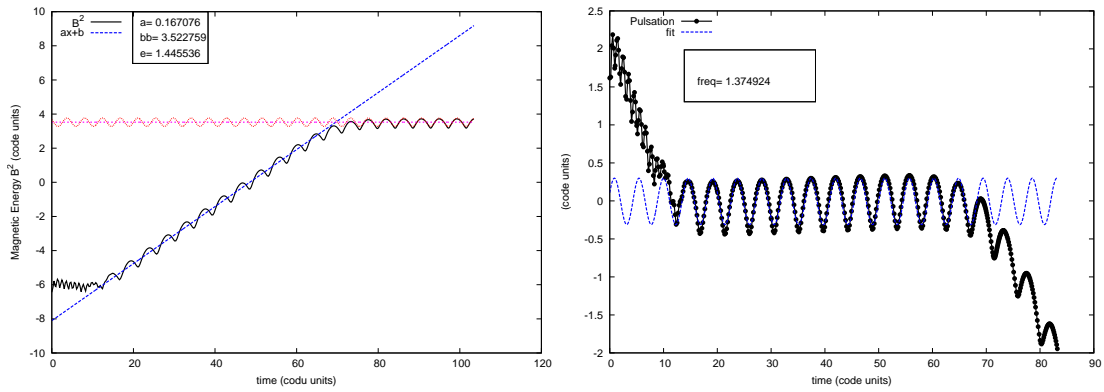 B²
ax+b
a= 0.167076
bb= 3.522759
e= 1.445536
Magnetic Energy B² (code units)
10
8
6
4
2
0
-2
-4
-6
-8
-10
0 20 40 60 80 100 120
time (codu units)
Pulsation
fit
freq= 1.374924
(code units)
2.5
2
1.5
1
0.5
0
-0.5
-1
-1.5
-2
0 10 20 30 40 50 60 70 80 90
time (code units)